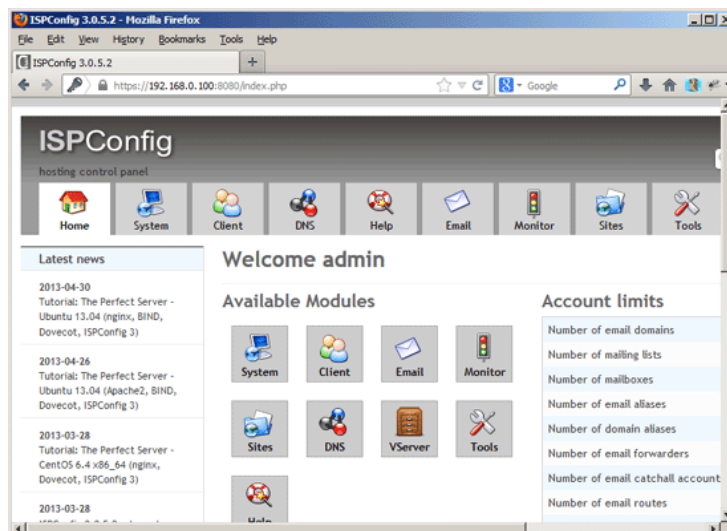 ISPConfig 3.0.5.2 - Mozilla Firefox
File Edit View History Bookmarks Tools Help
ISPConfig 3.0.5.2
https://192.168.0.100:8080/index.php
Google
ISPConfig
hosting control panel
Home System Client DNS Help Email Monitor Sites Tools
Latest news
2013-04-30
Tutorial: The Perfect Server -
Ubuntu 13.04 (nginx, BIND,
Dovecot, ISPConfig 3)
2013-04-26
Tutorial: The Perfect Server -
Ubuntu 13.04 (Apache2, BIND,
Dovecot, ISPConfig 3)
2013-03-28
Tutorial: The Perfect Server -
CentOS 6.4 x86_64 (nginx,
Dovecot, ISPConfig 3)
2013-03-28
Welcome admin
Available Modules
System Client Email Monitor
Sites DNS VServer Tools
Help
Account limits
Number of email domains
Number of mailing lists
Number of mailboxes
Number of email aliases
Number of domain aliases
Number of email forwarders
Number of email catchall account
Number of email routes